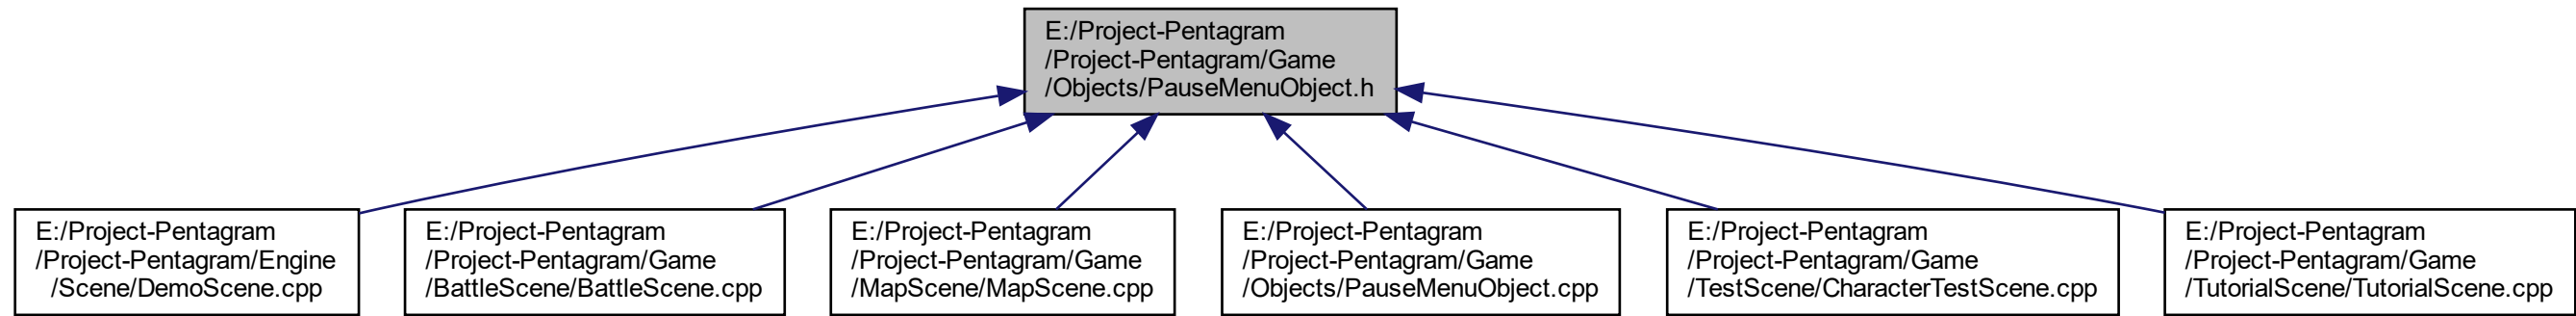 E:/Project-Pentagram
/Project-Pentagram/Game
/Objects/PauseMenuObject.h
E:/Project-Pentagram
/Project-Pentagram/Engine
/Scene/DemoScene.cpp
E:/Project-Pentagram
/Project-Pentagram/Game
/BattleScene/BattleScene.cpp
E:/Project-Pentagram
/Project-Pentagram/Game
/MapScene/MapScene.cpp
E:/Project-Pentagram
/Project-Pentagram/Game
/Objects/PauseMenuObject.cpp
E:/Project-Pentagram
/Project-Pentagram/Game
/TestScene/CharacterTestScene.cpp
E:/Project-Pentagram
/Project-Pentagram/Game
/TutorialScene/TutorialScene.cpp